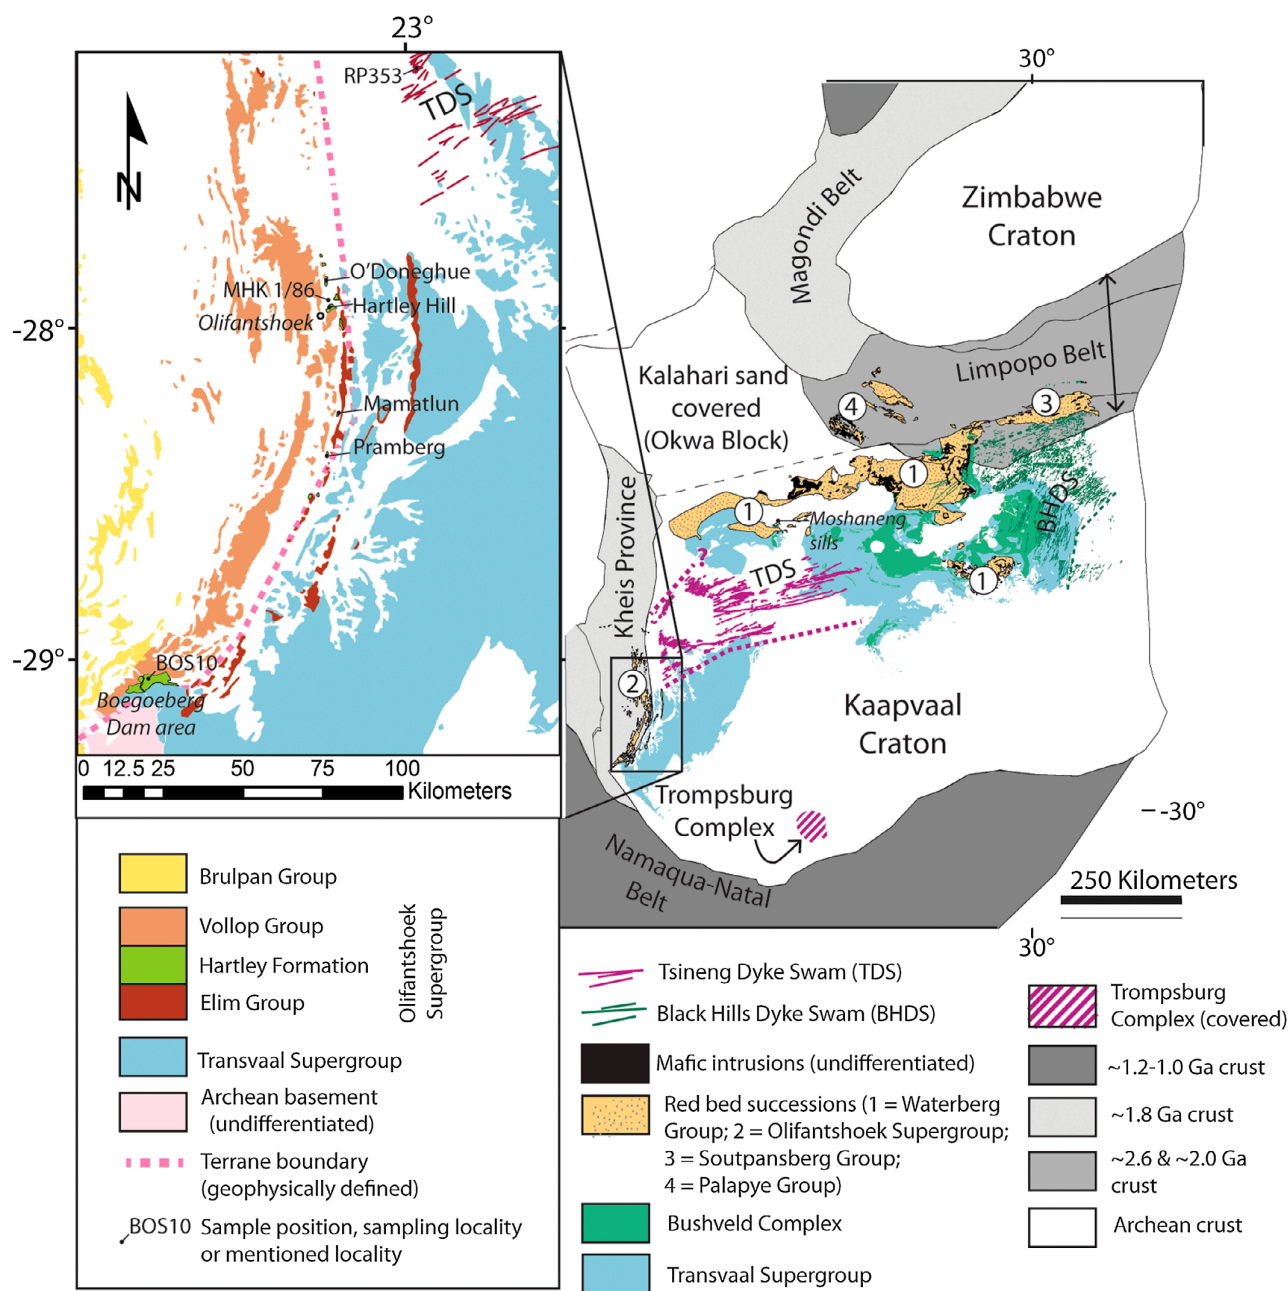 23°
RP353
TDS
N
O'Doneghue
MHK 1/86
Hartley Hill
Olifantshoek
-28°
Mamatlun
Pramberg
-29°
BOS10
Boegoeberg
Dam area
0 12.5 25 50 75 100
Kilometers
30°
Zimbabwe
Craton
Magondi Belt
Limpopo Belt
Kalahari sand
covered
(Okwa Block)
4
3
1
1
Moshaneng
sills
BHDS
Kheis Province
?
TDS
1
2
Kaapvaal
Craton
Trompsburg
Complex
-30°
Namaqua-Natal
Belt
250 Kilometers
30°
Brulpan Group
Vollop Group
Hartley Formation
Elim Group
Olifantshoek
Supergroup
Transvaal Supergroup
Archean basement
(undifferentiated)
Terrane boundary
(geophysically defined)
BOS10 Sample position, sampling locality
or mentioned locality
Tsineng Dyke Swam (TDS)
Black Hills Dyke Swam (BHDS)
Mafic intrusions (undifferentiated)
Red bed successions (1 = Waterberg
Group; 2 = Olifantshoek Supergroup;
3 = Soutpansberg Group;
4 = Palapye Group)
Bushveld Complex
Transvaal Supergroup
Trompsburg
Complex (covered)
~1.2-1.0 Ga crust
~1.8 Ga crust
~2.6 & ~2.0 Ga
crust
Archean crust